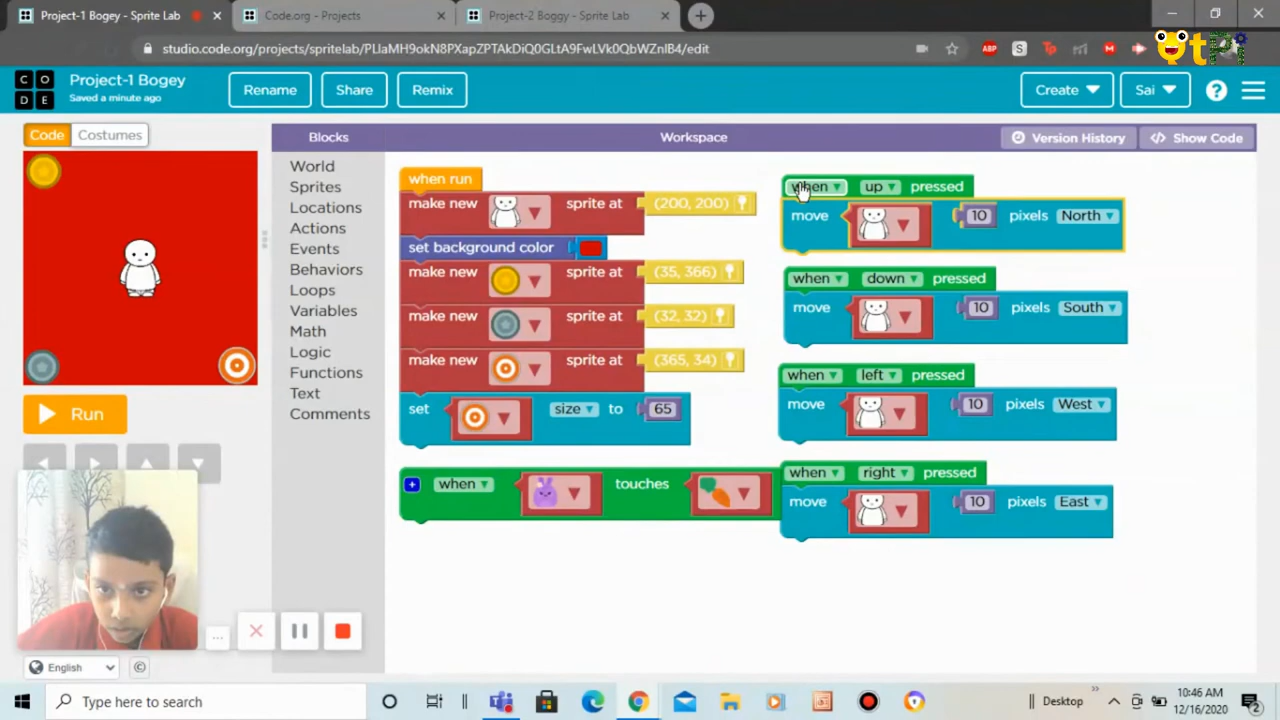 Project-1 Bogey - Sprite Lab
Code.org - Projects
Project-2 Boggy - Sprite Lab
studio.code.org/projects/spritelab/PLlaMH9okN8PXapZPTAkDiQ0GLtA9FwLVk0QbWZnlB4/edit
ABP
S
QtPi
CODE
Project-1 Bogey
Saved a minute ago
Rename
Share
Remix
Create
Sai
?
Code
Costumes
Blocks
Workspace
Version History
</> Show Code
World
Sprites
Locations
Actions
Events
Behaviors
Loops
Variables
Math
Logic
Functions
Text
Comments
when run
make new sprite at (200, 200)
set background color
make new sprite at (35, 366)
make new sprite at (32, 32)
make new sprite at (365, 34)
set size to 65
when touches
when up pressed
move 10 pixels North
when down pressed
move 10 pixels South
when left pressed
move 10 pixels West
when right pressed
move 10 pixels East
Run
...
English
©
Type here to search
Desktop
10:46 AM
12/16/2020
2